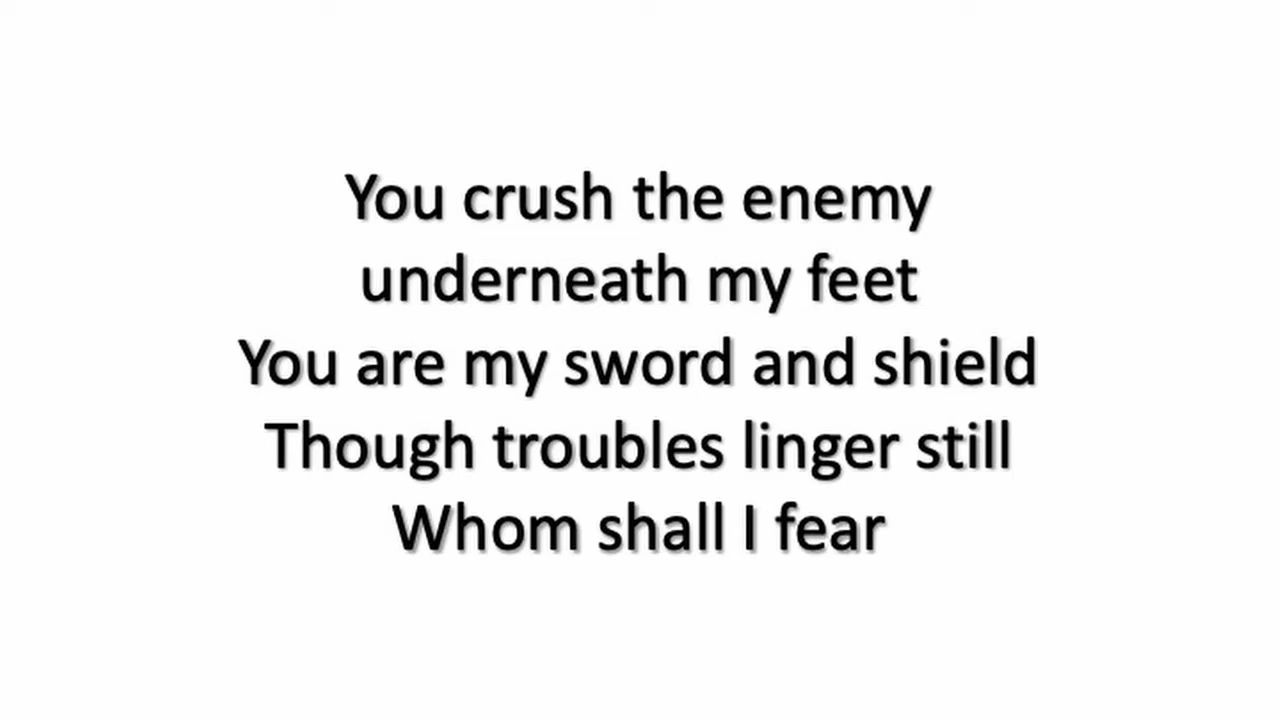 You crush the enemy
underneath my feet
You are my sword and shield
Though troubles linger still
Whom shall I fear